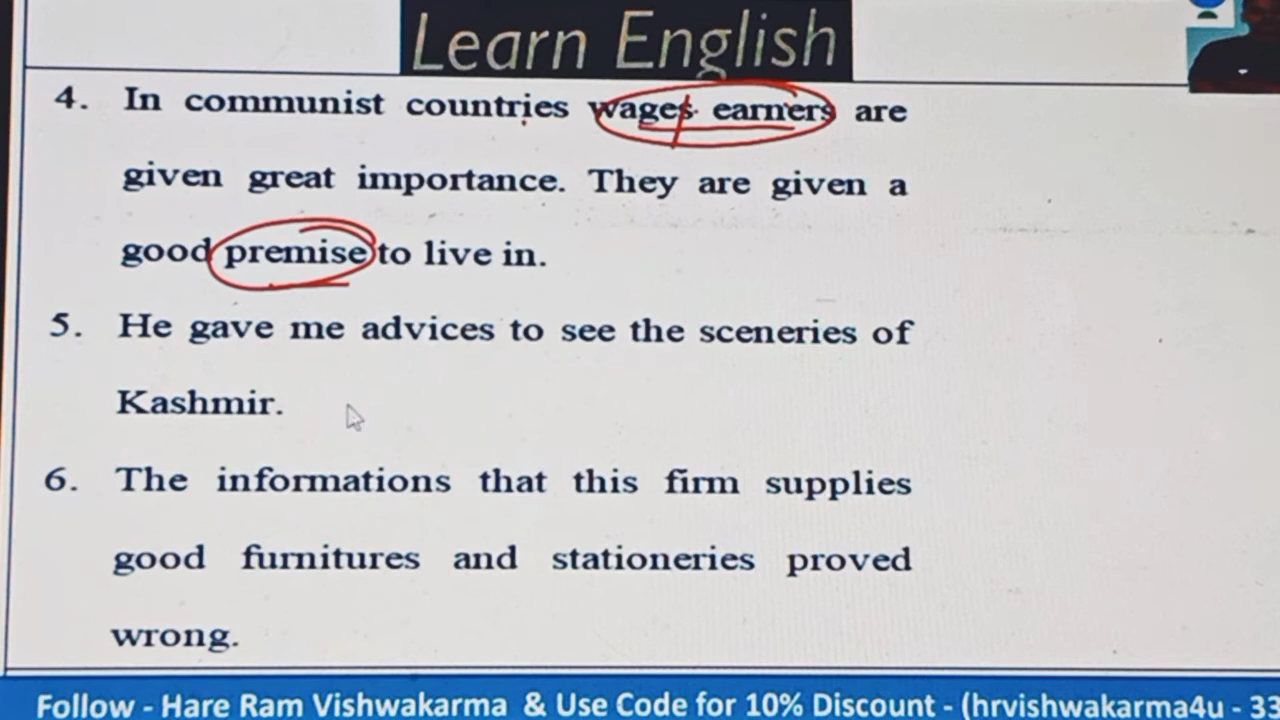 Learn English
4. In communist countries wages earners are
given great importance. They are given a
good premise to live in.
5. He gave me advices to see the sceneries of
Kashmir.
6. The informations that this firm supplies
good furnitures and stationeries proved
wrong.
Follow - Hare Ram Vishwakarma & Use Code for 10% Discount - (hrvishwakarma4u - 33